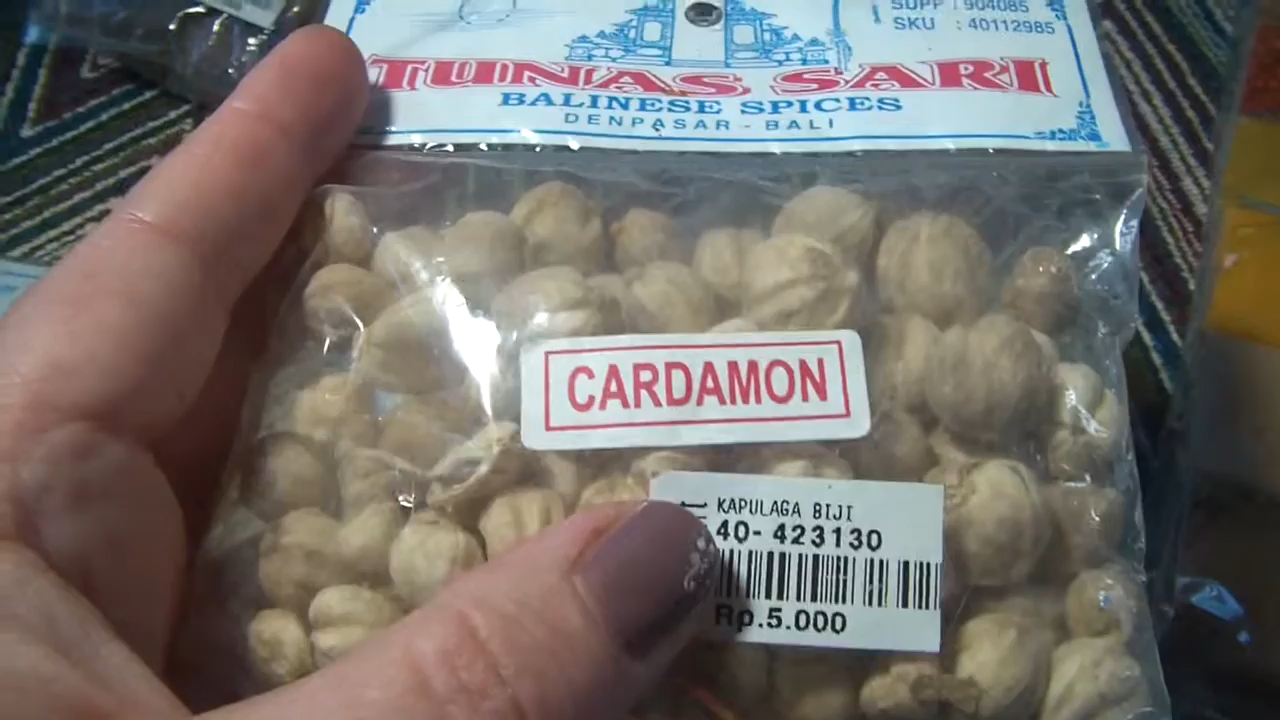 SUPP : 904085
SKU : 40112985
TUNAS SARI
BALINESE SPICES
DENPASAR - BALI
CARDAMON
KAPULAGA BIJI
40-423130
Rp.5.000